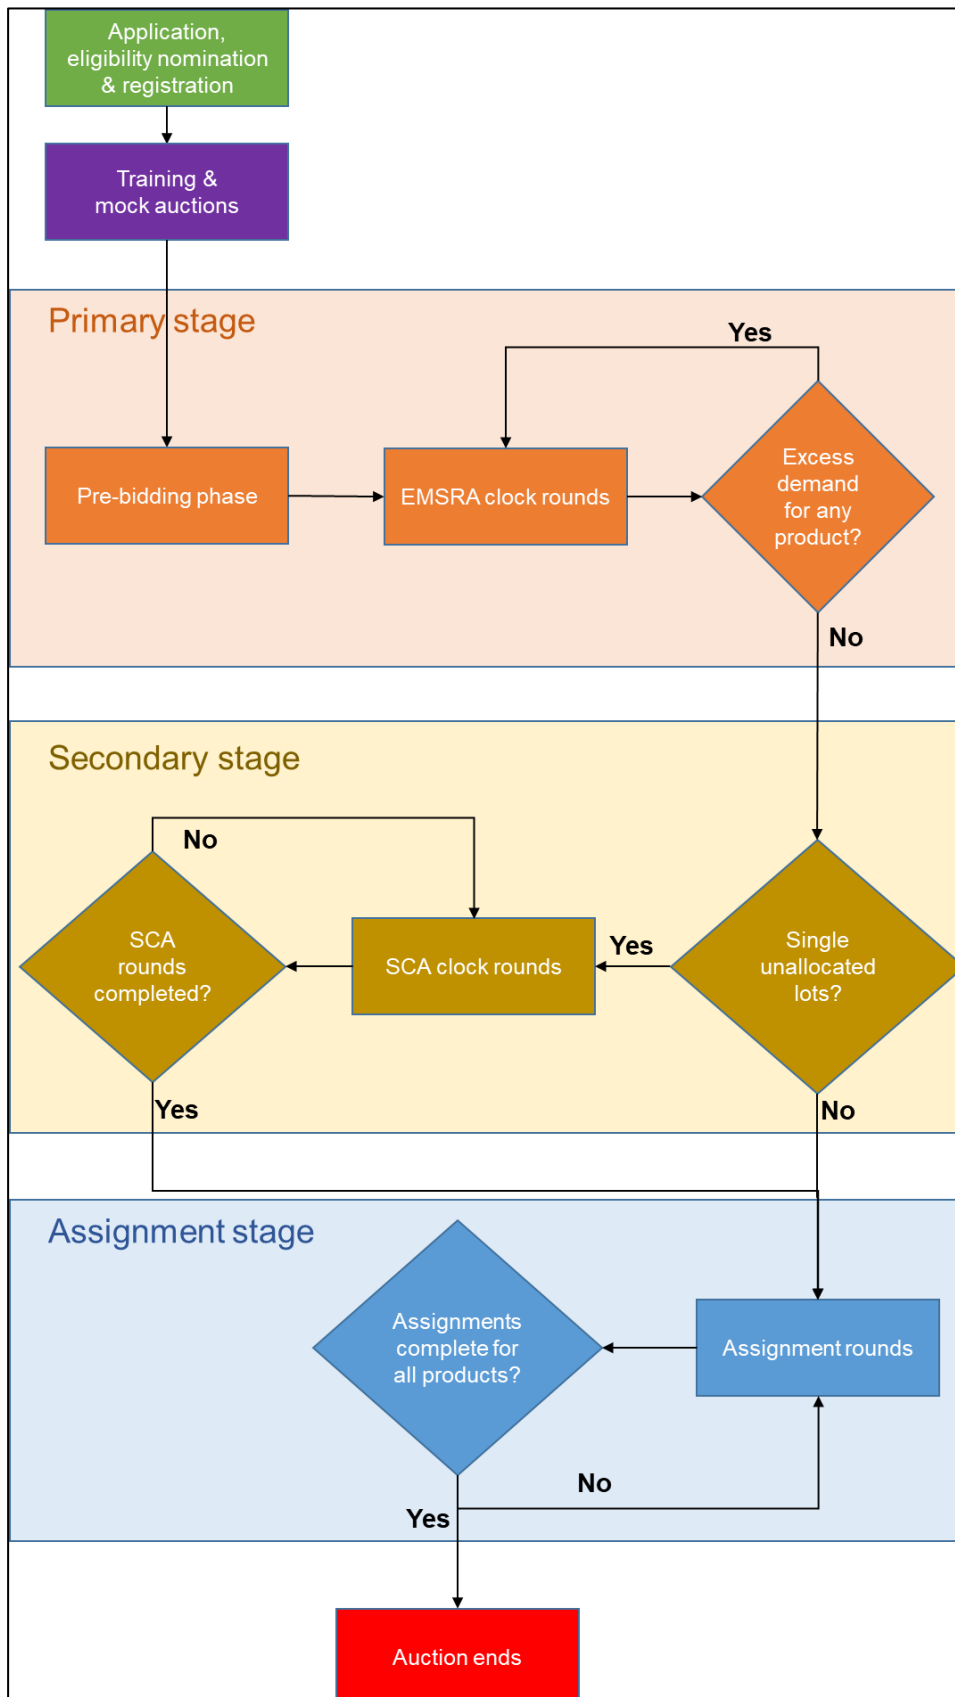 Application,
eligibility nomination
& registration
Training &
mock auctions
Primary stage
Yes
Pre-bidding phase
EMSRA clock rounds
Excess
demand
for any
product?
No
Secondary stage
No
SCA
rounds
completed?
SCA clock rounds
Yes
Single
unallocated
lots?
Yes
No
Assignment stage
Assignments
complete for
all products?
Assignment rounds
No
Yes
Auction ends